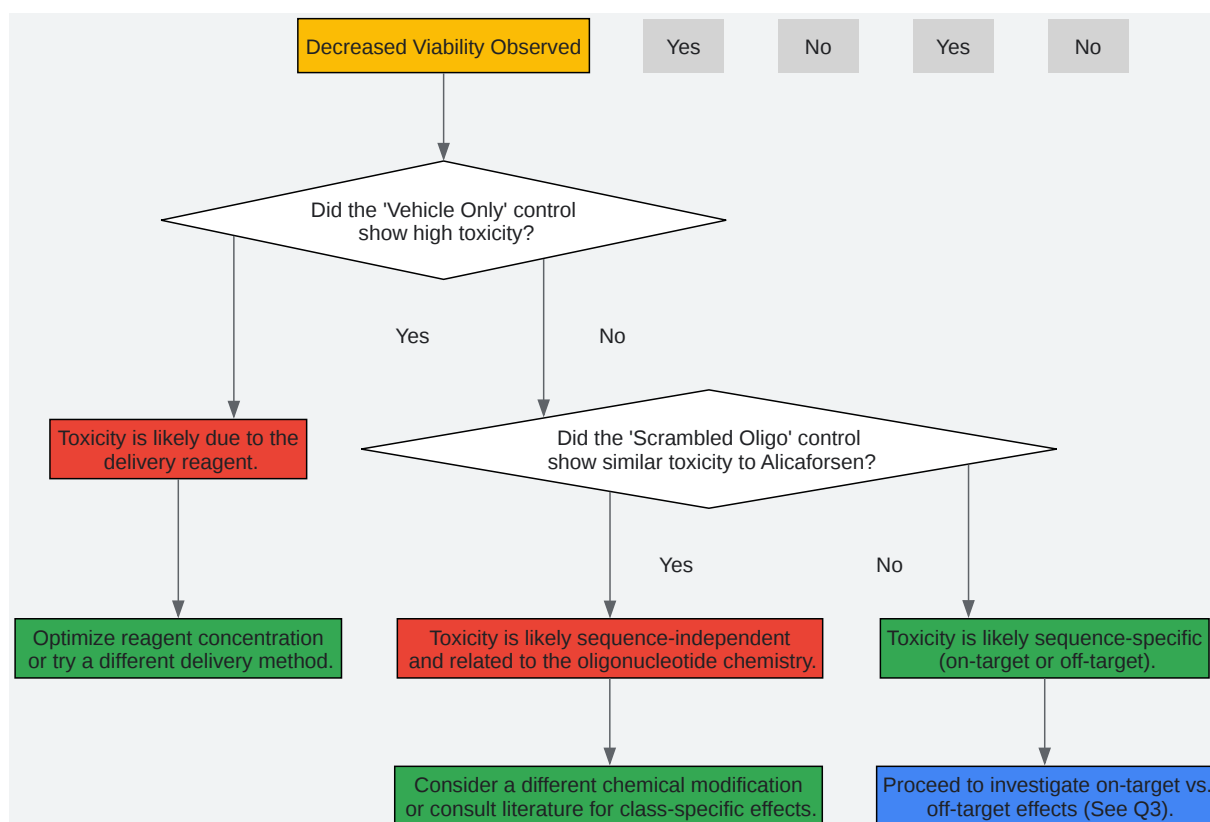 Decreased Viability Observed
Yes
No
Yes
No
Did the 'Vehicle Only' control
show high toxicity?
Yes
No
Toxicity is likely due to the
delivery reagent.
Did the 'Scrambled Oligo' control
show similar toxicity to Alicaforsen?
Yes
No
Optimize reagent concentration
or try a different delivery method.
Toxicity is likely sequence-independent
and related to the oligonucleotide chemistry.
Toxicity is likely sequence-specific
(on-target or off-target).
Consider a different chemical modification
or consult literature for class-specific effects.
Proceed to investigate on-target vs.
off-target effects (See Q3).